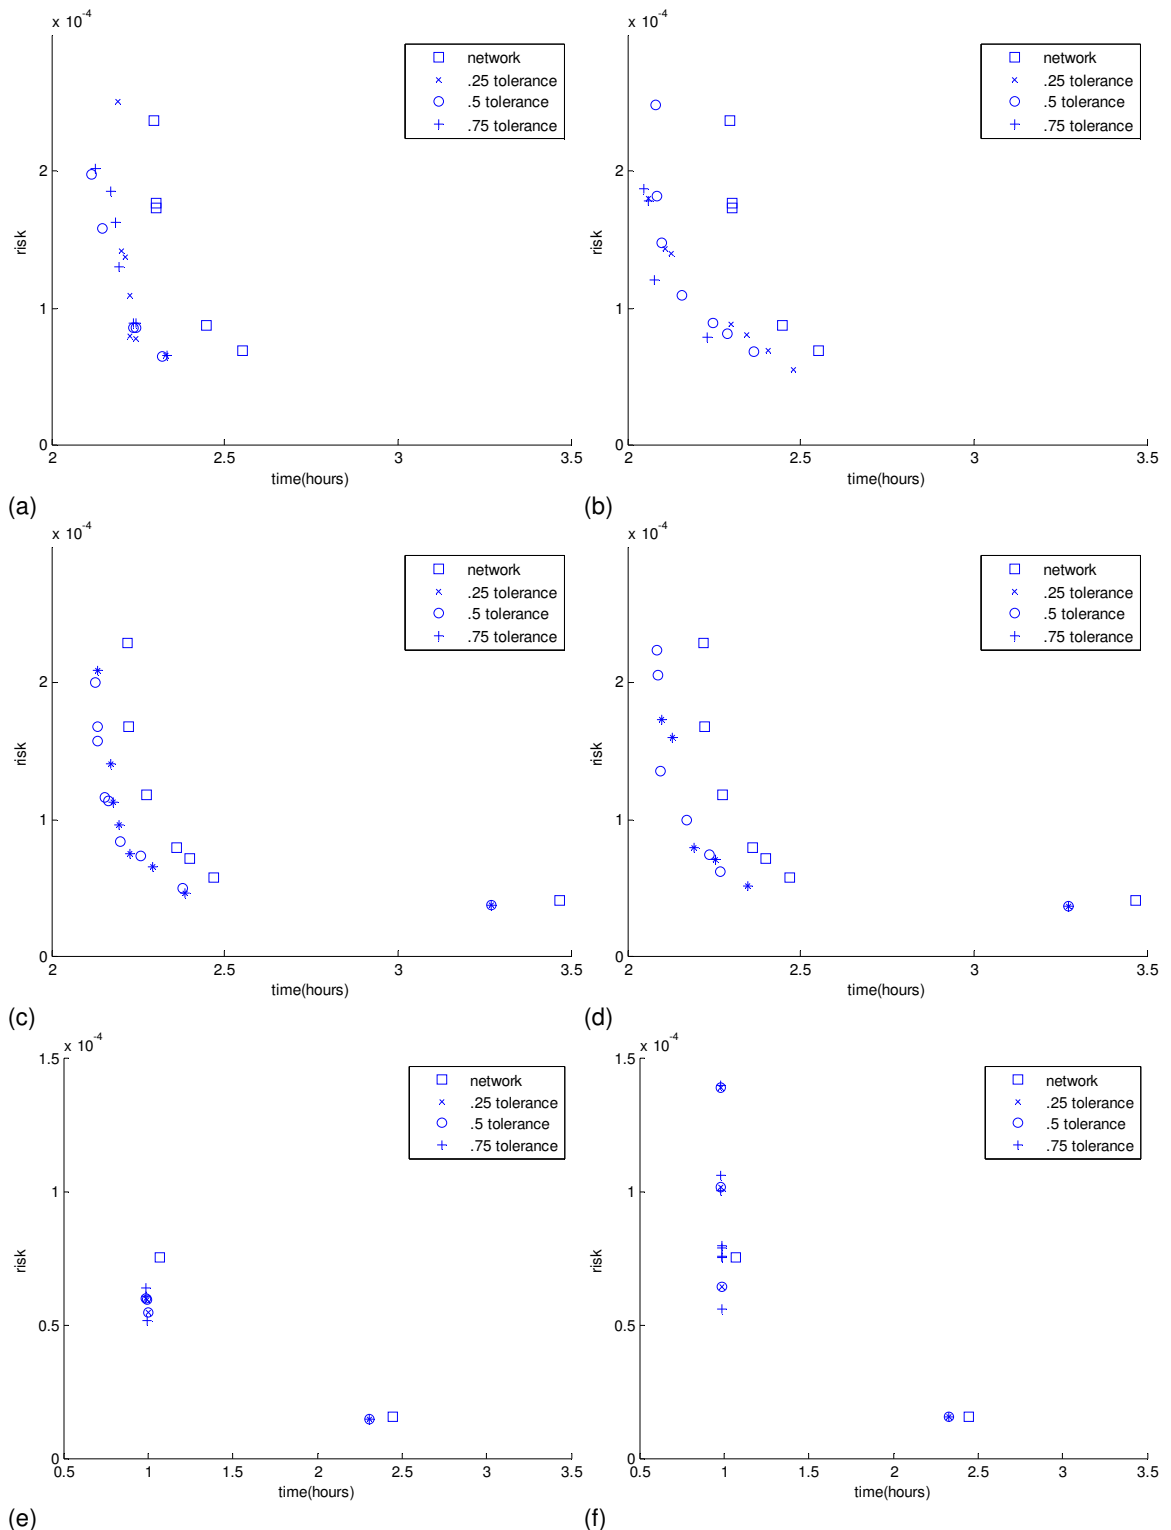 x 10-4
network
.25 tolerance
.5 tolerance
.75 tolerance
2
1
0
risk
2 2.5 3 3.5
time(hours)
(a)
x 10-4
network
.25 tolerance
.5 tolerance
.75 tolerance
2
1
0
risk
2 2.5 3 3.5
time(hours)
(b)
x 10-4
network
.25 tolerance
.5 tolerance
.75 tolerance
2
1
0
risk
2 2.5 3 3.5
time(hours)
(c)
x 10-4
network
.25 tolerance
.5 tolerance
.75 tolerance
2
1
0
risk
2 2.5 3 3.5
time(hours)
(d)
x 10-4
1.5
network
.25 tolerance
.5 tolerance
.75 tolerance
1
0.5
0
risk
0.5 1 1.5 2 2.5 3 3.5
time(hours)
(e)
x 10-4
1.5
network
.25 tolerance
.5 tolerance
.75 tolerance
1
0.5
0
risk
0.5 1 1.5 2 2.5 3 3.5
time(hours)
(f)